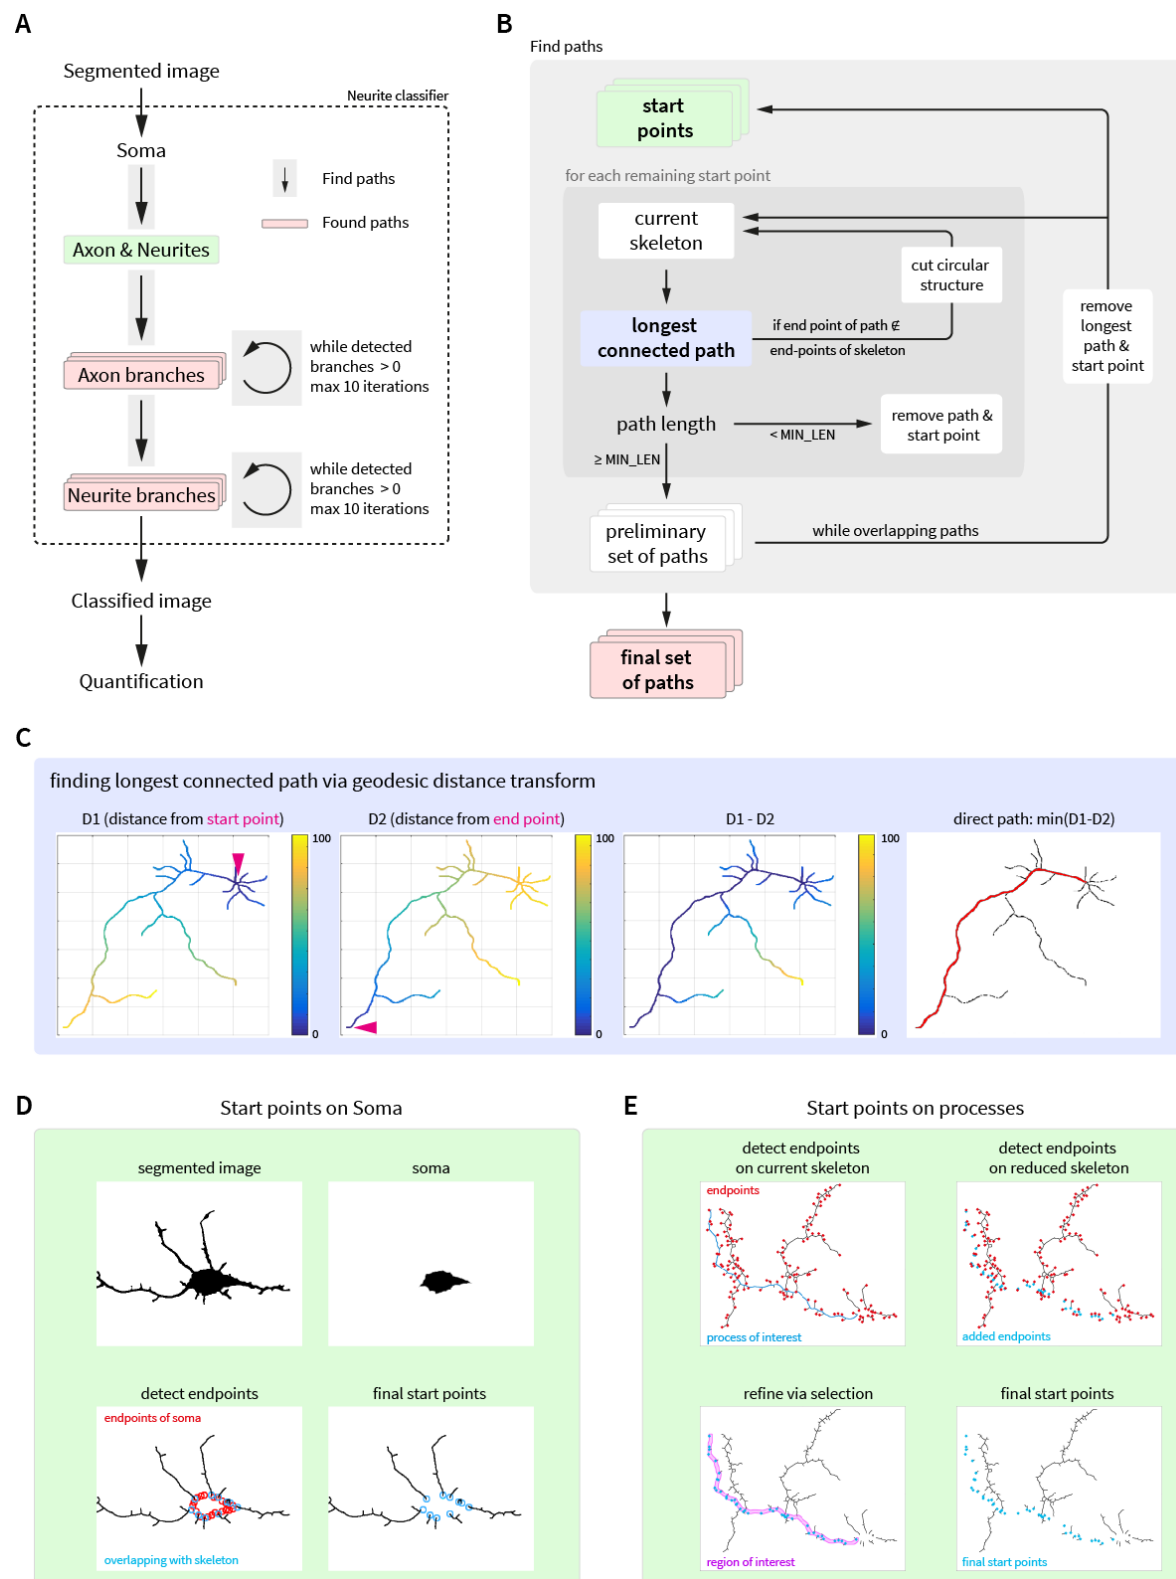 A
Segmented image
Neurite classifier
Soma
Find paths
Found paths
Axon & Neurites
Axon branches
while detected
branches > 0
max 10 iterations
Neurite branches
while detected
branches > 0
max 10 iterations
Classified image
Quantification
B
Find paths
start
points
for each remaining start point
current
skeleton
cut circular
structure
longest
connected path
if end point of path ∉
end-points of skeleton
remove
longest
path &
start point
path length
< MIN_LEN
remove path &
start point
≥ MIN_LEN
preliminary
set of paths
while overlapping paths
final set
of paths
C
finding longest connected path via geodesic distance transform
D1 (distance from start point)
100
0
D2 (distance from end point)
100
0
D1 - D2
100
0
direct path: min(D1-D2)
D
Start points on Soma
segmented image
soma
detect endpoints
endpoints of soma
overlapping with skeleton
final start points
E
Start points on processes
detect endpoints
on current skeleton
endpoints
process of interest
detect endpoints
on reduced skeleton
added endpoints
refine via selection
region of interest
final start points
final start points